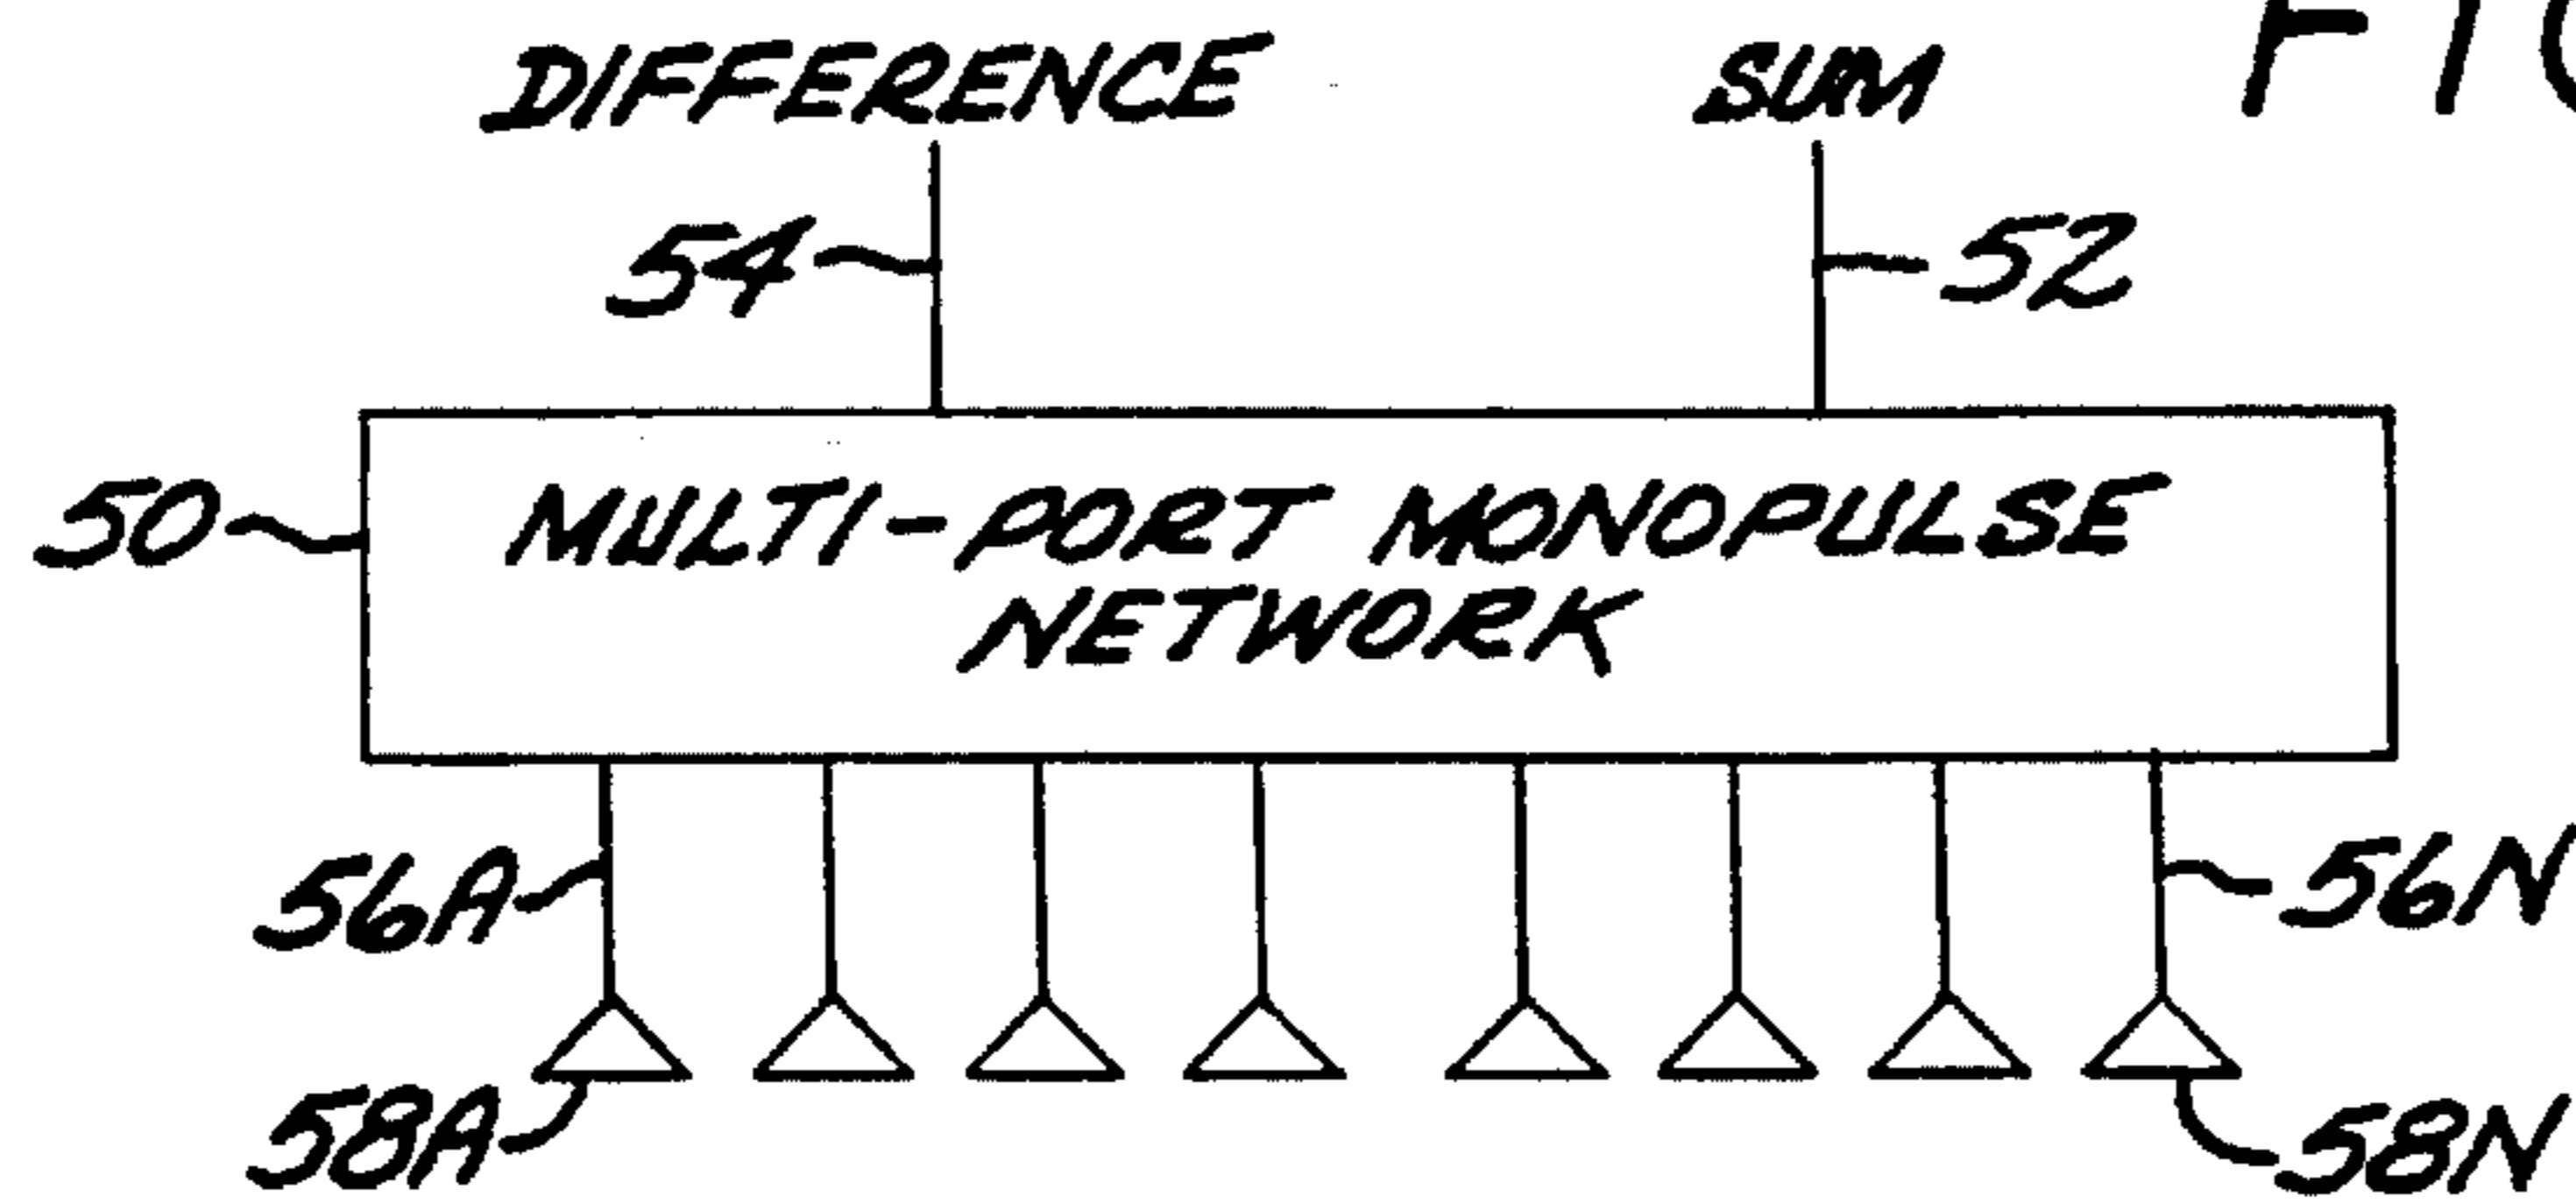 DIFFERENCE
SUM
54
52
50
MULTI-PORT MONOPULSE
NETWORK
56A
56N
58A
58N